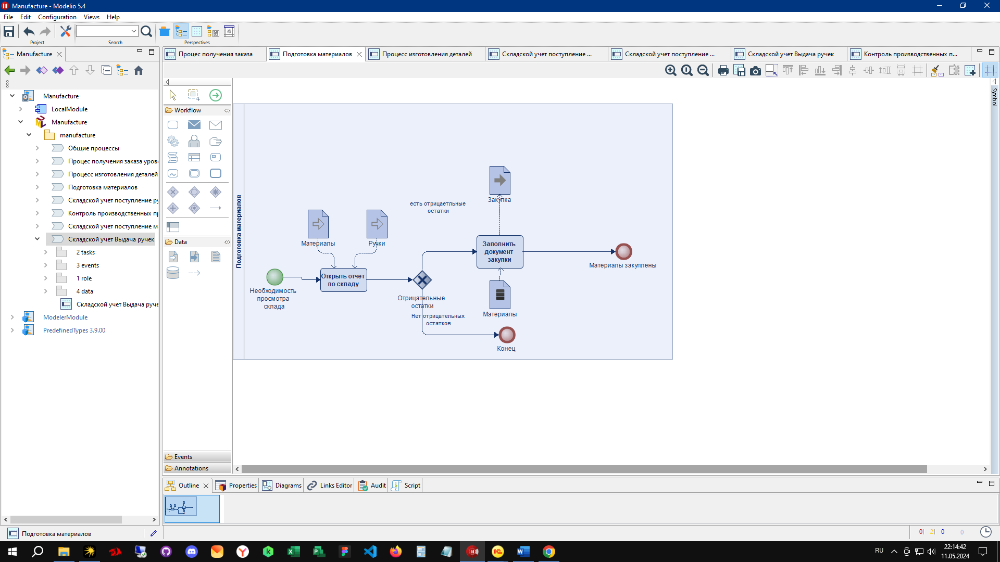 Manufacture - Modelio 5.4
File Edit Configuration Views Help
Project
Search
Perspectives
Manufacture
Manufacture
LocalModule
Manufacture
manufacture
Общие процессы
Процес получения заказа уров
Процесс изготовления деталей
Подготовка материалов
Складской учет поступление ру
Контроль производственных пр
Складской учет поступление м
Складской учет Выдача ручек
2 tasks
3 events
1 role
4 data
Складской учет Выдача руче
ModelerModule
PredefinedTypes 3.9.00
Процес получения заказа
Подготовка материалов
Процесс изготовления деталей
Складской учет поступление ...
Складской учет поступление ...
Складской учет Выдача ручек
Контроль производственных п...
Workflow
Data
Events
Annotations
Symbol
Подготовка материалов
Закупка
есть отрицаетльные
остатки
Материалы
Ручки
Заполнить
документ
закупки
Материалы закуплены
Открыть отчет
по складу
Необходимость
просмотра
склада
Отрицательные
остатки
Нет отрицательных
остатков
Материалы
Конец
Outline
Properties
Diagrams
Links Editor
Audit
Script
Подготовка материалов
0 2 0 0
RU
22:14:42
11.05.2024